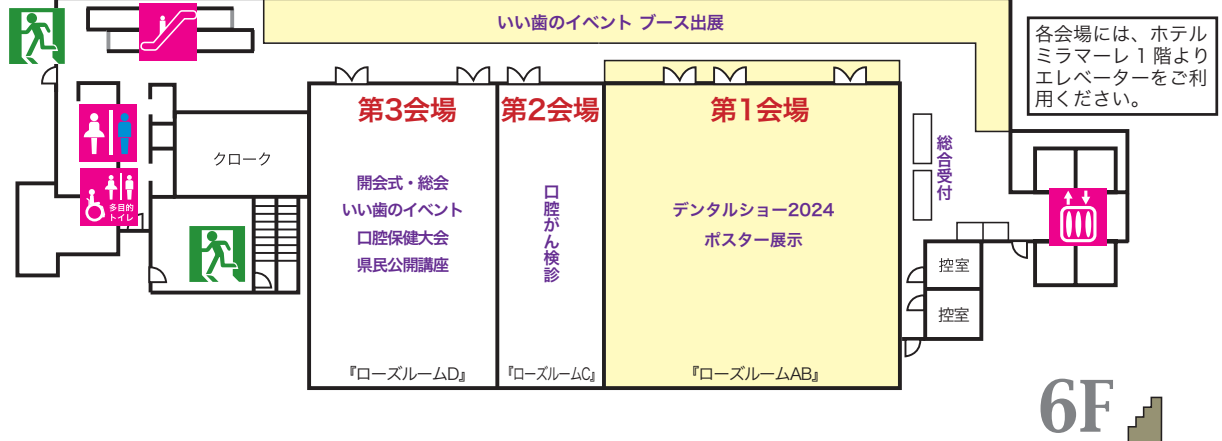 いい歯のイベント ブース出展
各会場には、ホテル
ミラマーレ 1 階より
エレベーターをご利
用ください。
第3会場
第2会場
第1会場
クローク
総合受付
開会式・総会
いい歯のイベント
口腔保健大会
県民公開講座
口腔がん検診
デンタルショー2024
ポスター展示
多目的
トイレ
控室
控室
『ローズルームD』
『ローズルームC』
『ローズルームAB』
6F